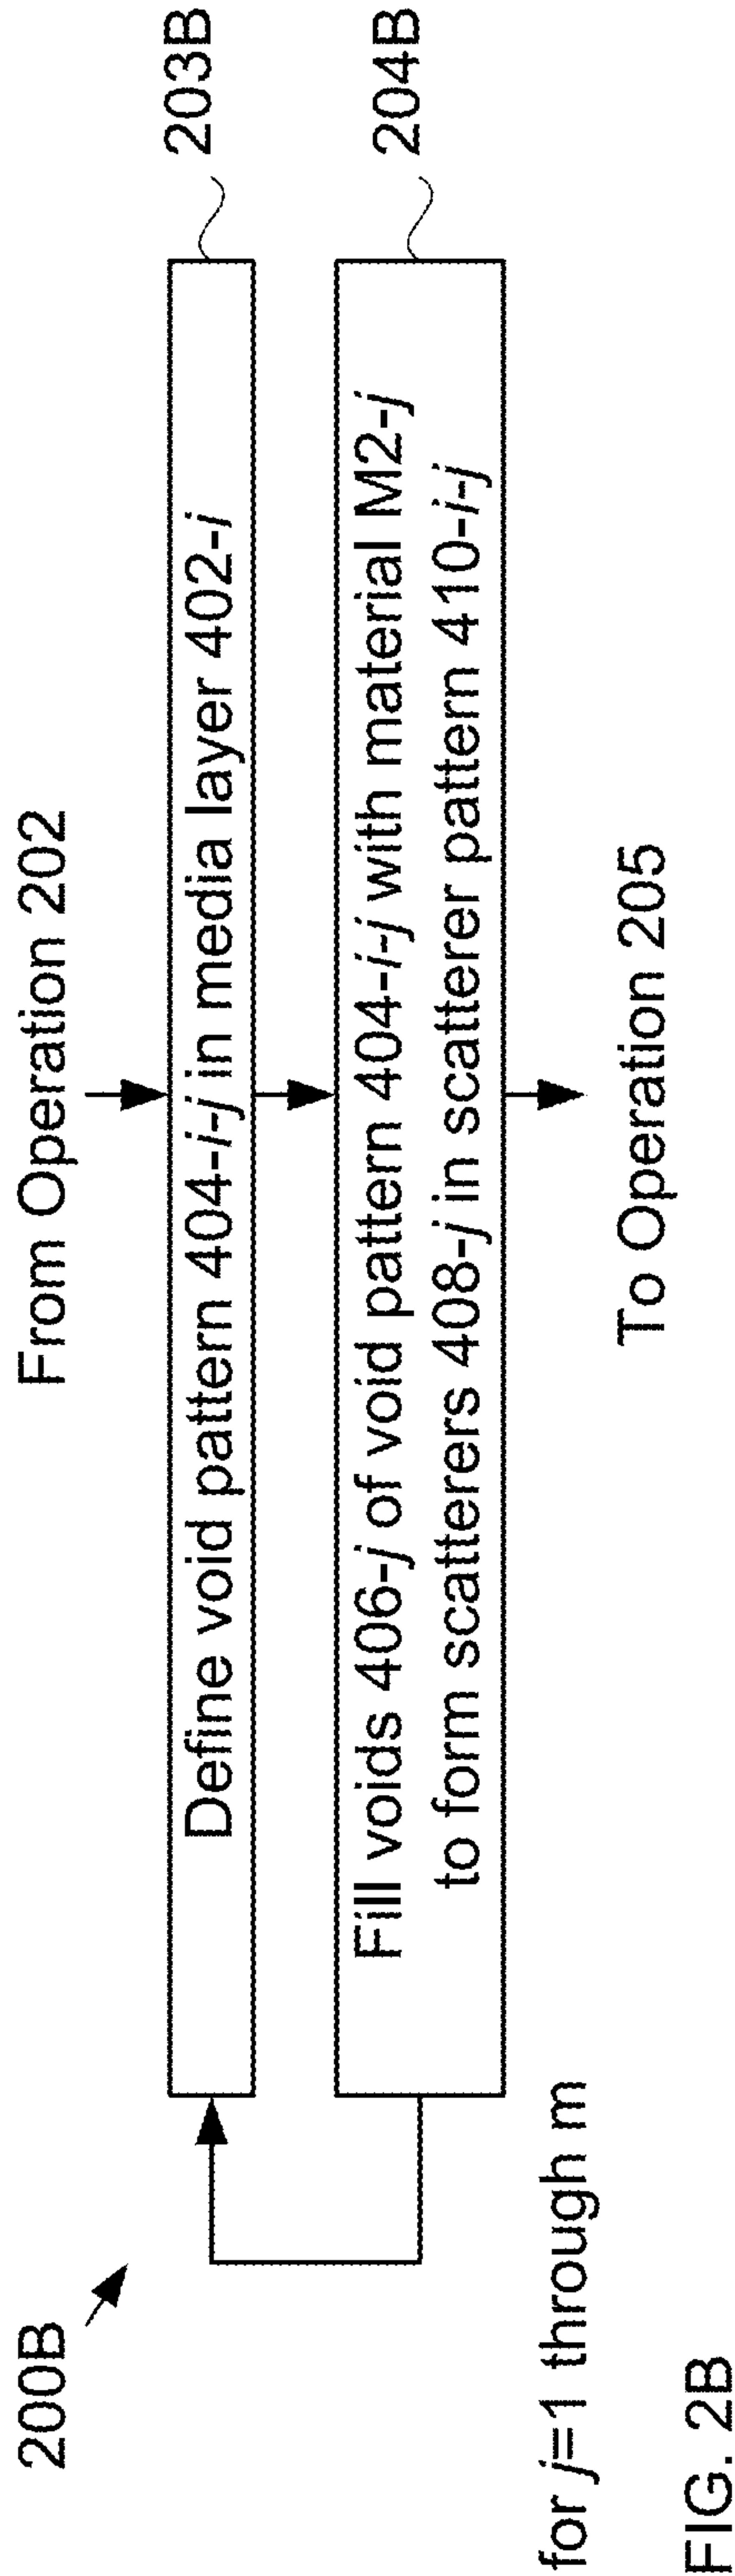 200B
From Operation 202
Define void pattern 404-i-j in media layer 402-i
203B
Fill voids 406-j of void pattern 404-i-j with material M2-j
to form scatterers 408-j in scatterer pattern 410-i-j
204B
for j=1 through m
To Operation 205
FIG. 2B